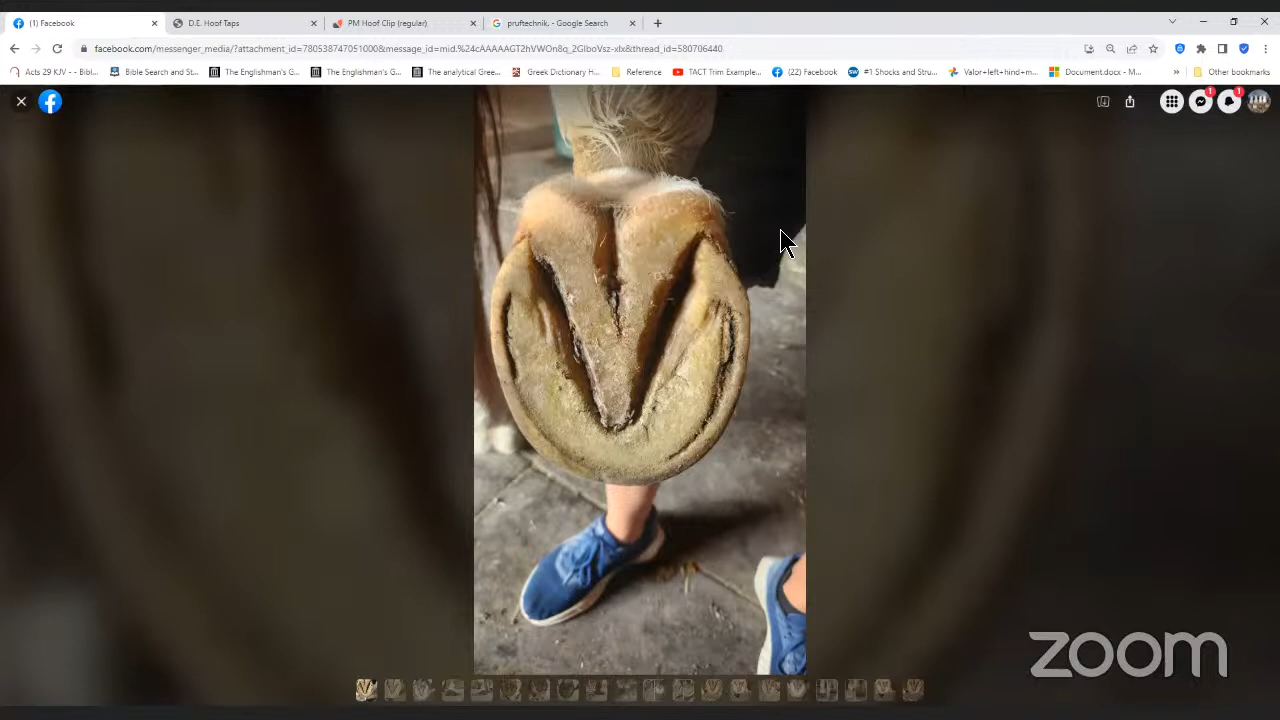 (1) Facebook
D.E. Hoof Taps
PM Hoof Clip (regular)
pruftechnik. - Google Search
facebook.com/messenger_media/?attachment_id=780538747051000&message_id=mid.%24cAAAAAGT2hVWOn8q_2GlboVsz-xlx&thread_id=580706440
Acts 29 KJV - - Bibl...
Bible Search and St...
The Englishman's G...
The Englishman's G...
The analytical Gree...
Greek Dictionary H...
Reference
TACT Trim Example...
(22) Facebook
#1 Shocks and Stru...
Valor+left+hind+m...
Document.docx - M...
Other bookmarks
1
1
zoom